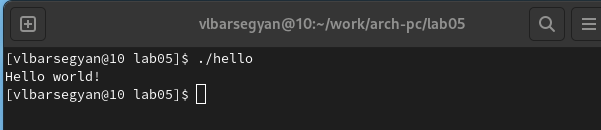 vlbarsegyan@10:~/work/arch-pc/lab05
[vlbarsegyan@10 lab05]$ ./hello
Hello world!
[vlbarsegyan@10 lab05]$